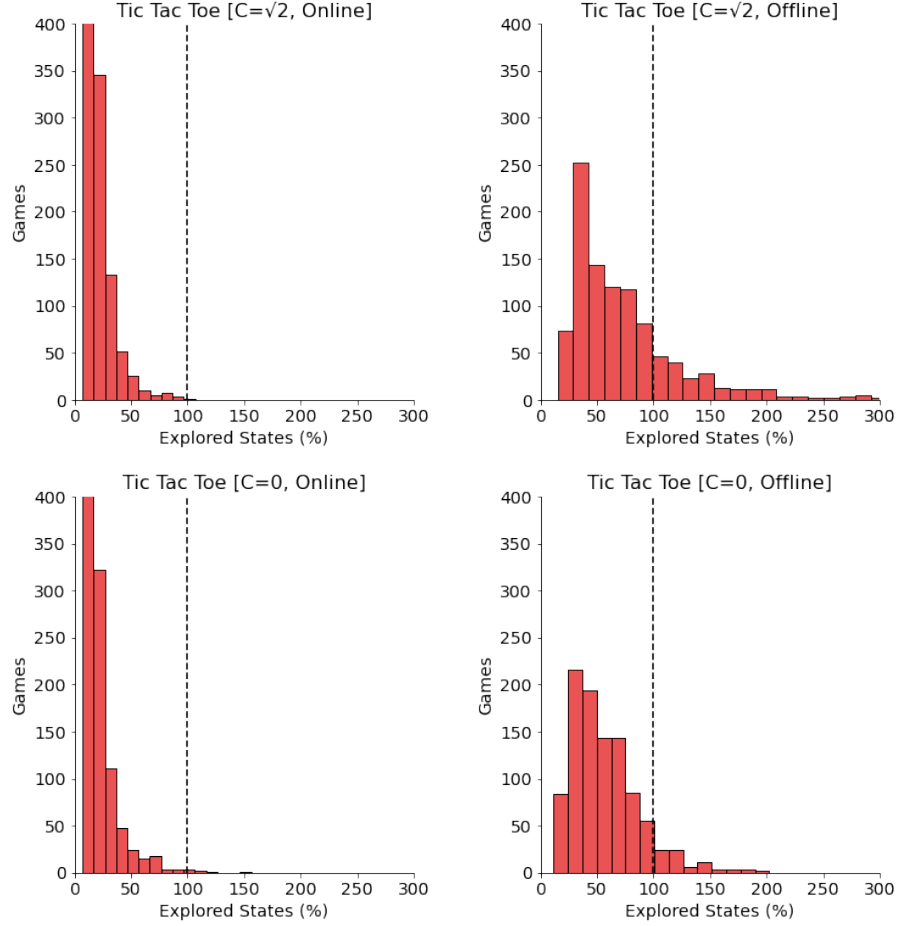 Tic Tac Toe [C=√2, Online]
400
350
300
250
200
150
100
50
0
Games
0 50 100 150 200 250 300
Explored States (%)
Tic Tac Toe [C=√2, Offline]
400
350
300
250
200
150
100
50
0
Games
0 50 100 150 200 250 300
Explored States (%)
Tic Tac Toe [C=0, Online]
400
350
300
250
200
150
100
50
0
Games
0 50 100 150 200 250 300
Explored States (%)
Tic Tac Toe [C=0, Offline]
400
350
300
250
200
150
100
50
0
Games
0 50 100 150 200 250 300
Explored States (%)